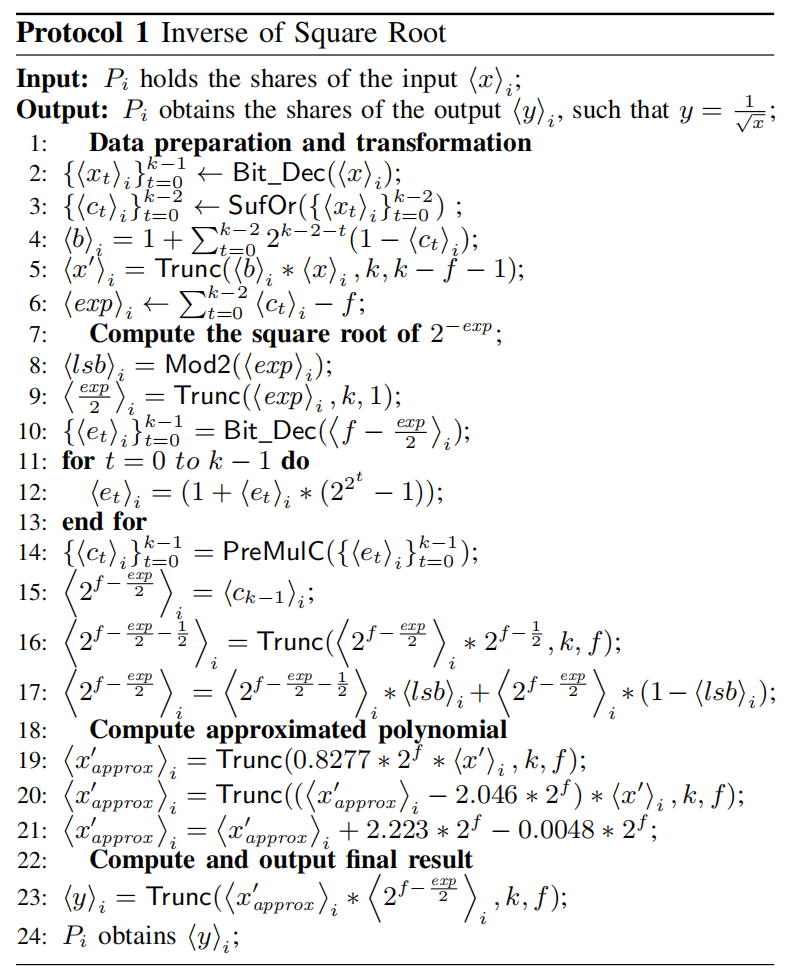 Protocol 1 Inverse of Square Root
Input: $P_i$ holds the shares of the input $\langle x \rangle_i$;
Output: $P_i$ obtains the shares of the output $\langle y \rangle_i$, such that $y = \frac{1}{\sqrt{x}}$;
1: Data preparation and transformation
2: $\{\langle x_t \rangle_i\}_{t=0}^{k-1} \leftarrow \mathsf{Bit\_Dec}(\langle x \rangle_i)$;
3: $\{\langle c_t \rangle_i\}_{t=0}^{k-2} \leftarrow \mathsf{SufOr}(\{\langle x_t \rangle_i\}_{t=0}^{k-2})$ ;
4: $\langle b \rangle_i = 1 + \sum_{t=0}^{k-2} 2^{k-2-t}(1 - \langle c_t \rangle_i)$;
5: $\langle x' \rangle_i = \mathsf{Trunc}(\langle b \rangle_i * \langle x \rangle_i, k, k - f - 1)$;
6: $\langle exp \rangle_i \leftarrow \sum_{t=0}^{k-2} \langle c_t \rangle_i - f$;
7: Compute the square root of $2^{-exp}$;
8: $\langle lsb \rangle_i = \mathsf{Mod2}(\langle exp \rangle_i)$;
9: $\langle \frac{exp}{2} \rangle_i = \mathsf{Trunc}(\langle exp \rangle_i, k, 1)$;
10: $\{\langle e_t \rangle_i\}_{t=0}^{k-1} = \mathsf{Bit\_Dec}(\langle f - \frac{exp}{2} \rangle_i)$;
11: for $t = 0\ to\ k - 1$ do
12: $\langle e_t \rangle_i = (1 + \langle e_t \rangle_i * (2^{2^t} - 1))$;
13: end for
14: $\{\langle c_t \rangle_i\}_{t=0}^{k-1} = \mathsf{PreMulC}(\{\langle e_t \rangle_i\}_{t=0}^{k-1})$;
15: $\langle 2^{f - \frac{exp}{2}} \rangle_i = \langle c_{k-1} \rangle_i$;
16: $\langle 2^{f - \frac{exp}{2} - \frac{1}{2}} \rangle_i = \mathsf{Trunc}(\langle 2^{f - \frac{exp}{2}} \rangle_i * 2^{f - \frac{1}{2}}, k, f)$;
17: $\langle 2^{f - \frac{exp}{2}} \rangle_i = \langle 2^{f - \frac{exp}{2} - \frac{1}{2}} \rangle_i * \langle lsb \rangle_i + \langle 2^{f - \frac{exp}{2}} \rangle_i * (1 - \langle lsb \rangle_i)$;
18: Compute approximated polynomial
19: $\langle x'_{approx} \rangle_i = \mathsf{Trunc}(0.8277 * 2^f * \langle x' \rangle_i, k, f)$;
20: $\langle x'_{approx} \rangle_i = \mathsf{Trunc}((\langle x'_{approx} \rangle_i - 2.046 * 2^f) * \langle x' \rangle_i, k, f)$;
21: $\langle x'_{approx} \rangle_i = \langle x'_{approx} \rangle_i + 2.223 * 2^f - 0.0048 * 2^f$;
22: Compute and output final result
23: $\langle y \rangle_i = \mathsf{Trunc}(\langle x'_{approx} \rangle_i * \langle 2^{f - \frac{exp}{2}} \rangle_i, k, f)$;
24: $P_i$ obtains $\langle y \rangle_i$;